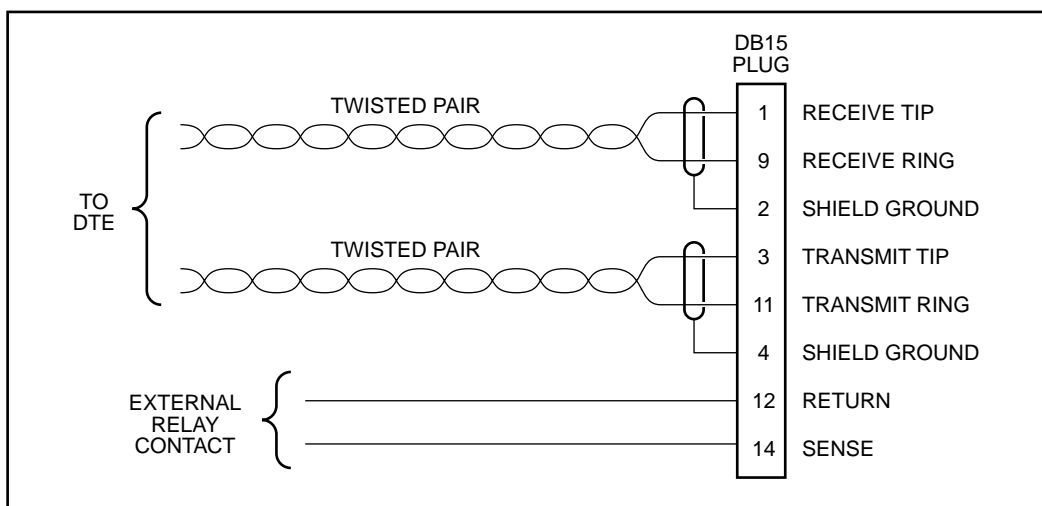 DB15
PLUG
TWISTED PAIR
1 RECEIVE TIP
9 RECEIVE RING
TO
DTE
2 SHIELD GROUND
TWISTED PAIR
3 TRANSMIT TIP
11 TRANSMIT RING
4 SHIELD GROUND
EXTERNAL
RELAY
CONTACT
12 RETURN
14 SENSE